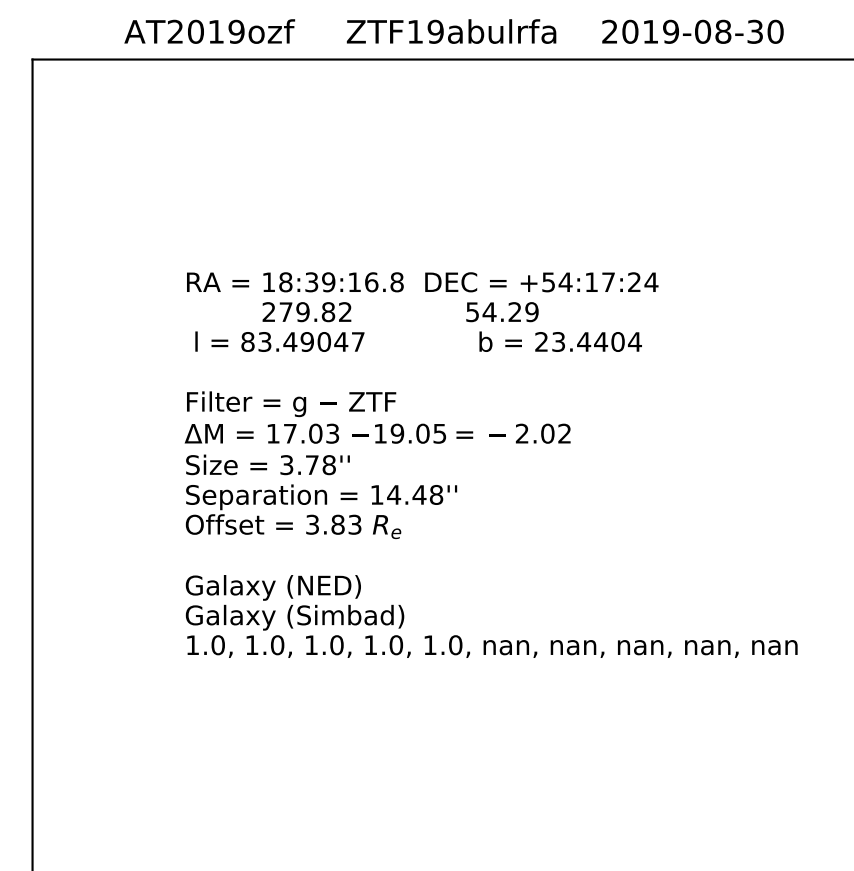 AT2019ozf ZTF19abulrfa 2019-08-30
RA = 18:39:16.8 DEC = +54:17:24
279.82 54.29
l = 83.49047 b = 23.4404
Filter = g − ZTF
ΔM = 17.03 −19.05 = − 2.02
Size = 3.78''
Separation = 14.48''
Offset = 3.83 Rₑ
Galaxy (NED)
Galaxy (Simbad)
1.0, 1.0, 1.0, 1.0, 1.0, nan, nan, nan, nan, nan